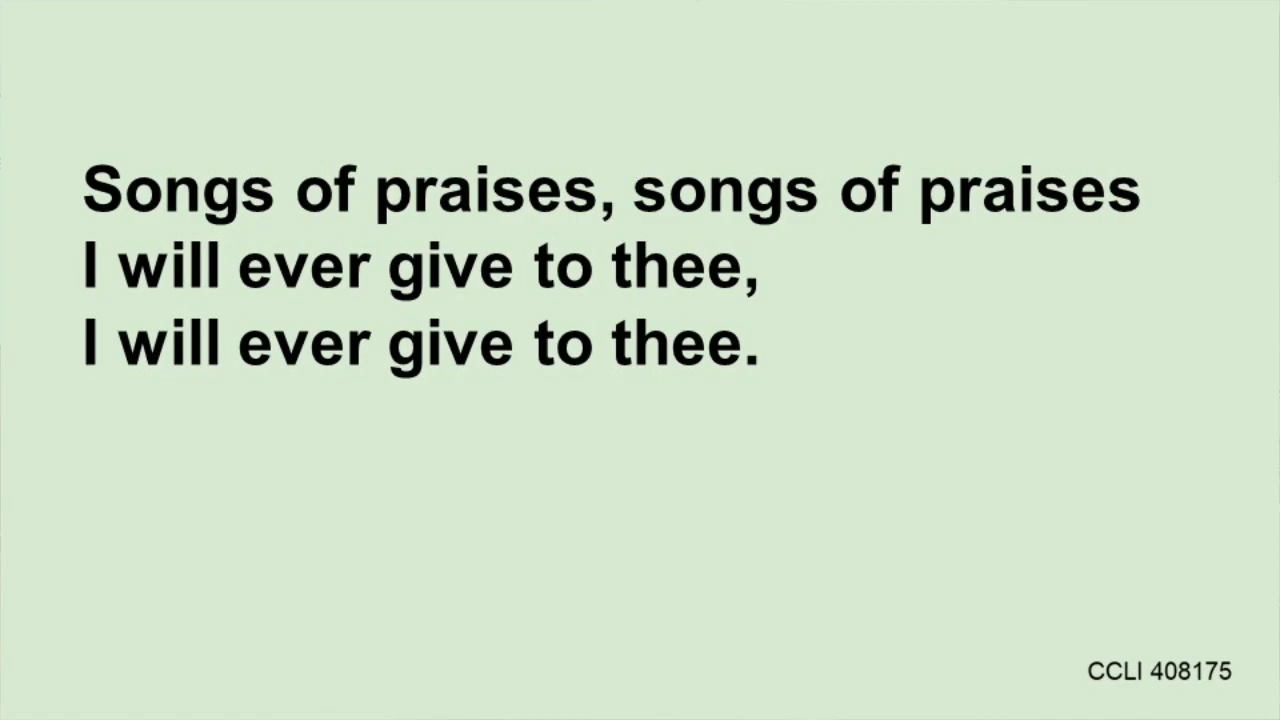 Songs of praises, songs of praises
I will ever give to thee,
I will ever give to thee.
CCLI 408175